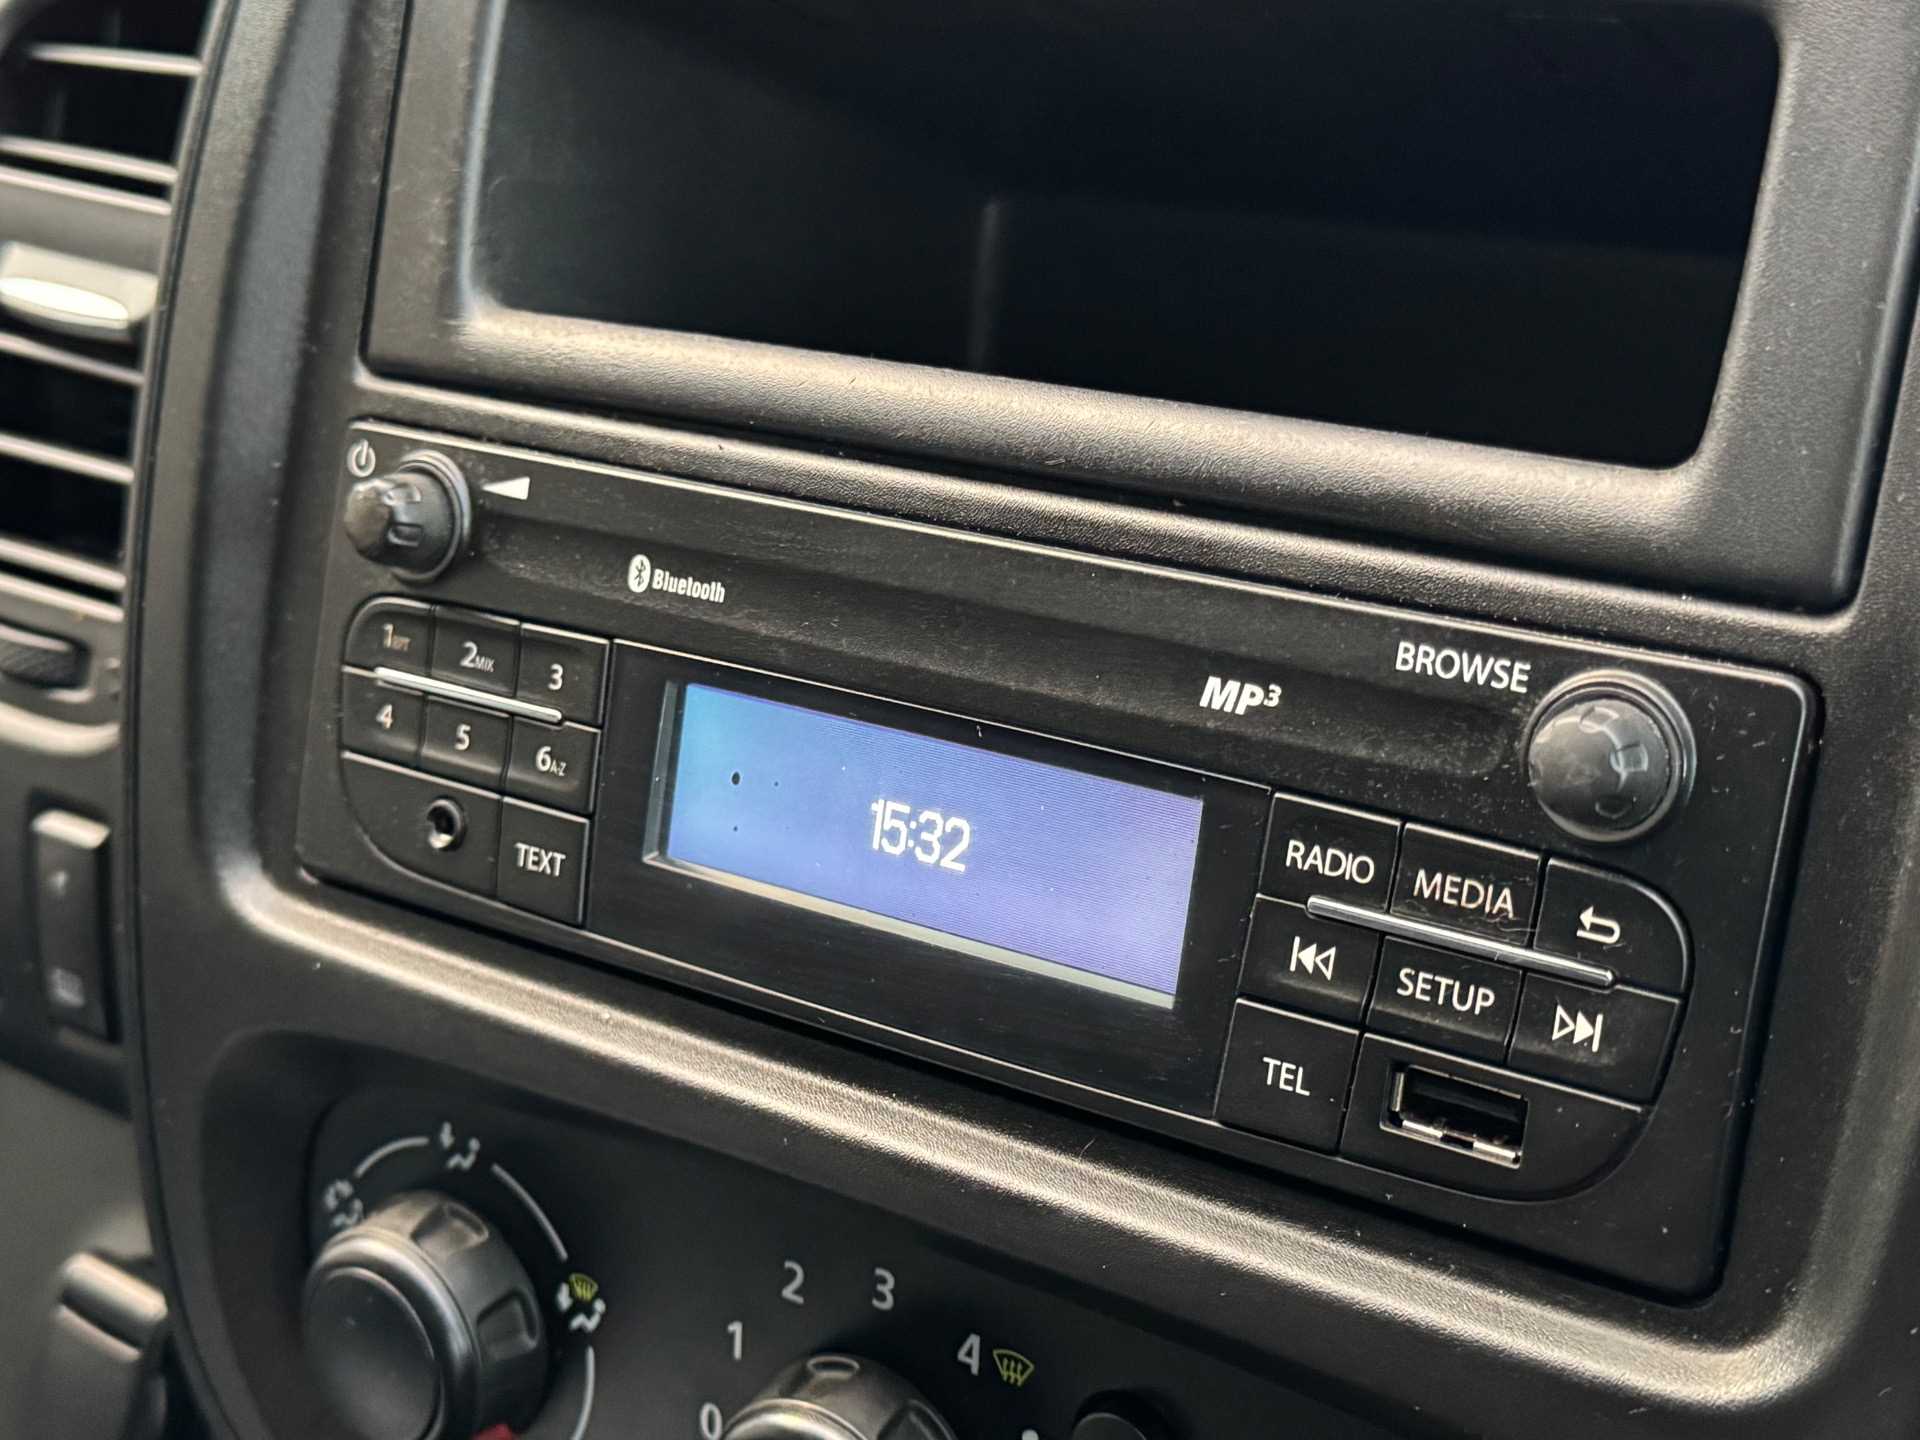 Bluetooth
BROWSE
MP3
1RPT
2MIX
3
4
5
6A-Z
TEXT
15:32
RADIO
MEDIA
SETUP
TEL
2
3
1
4
0